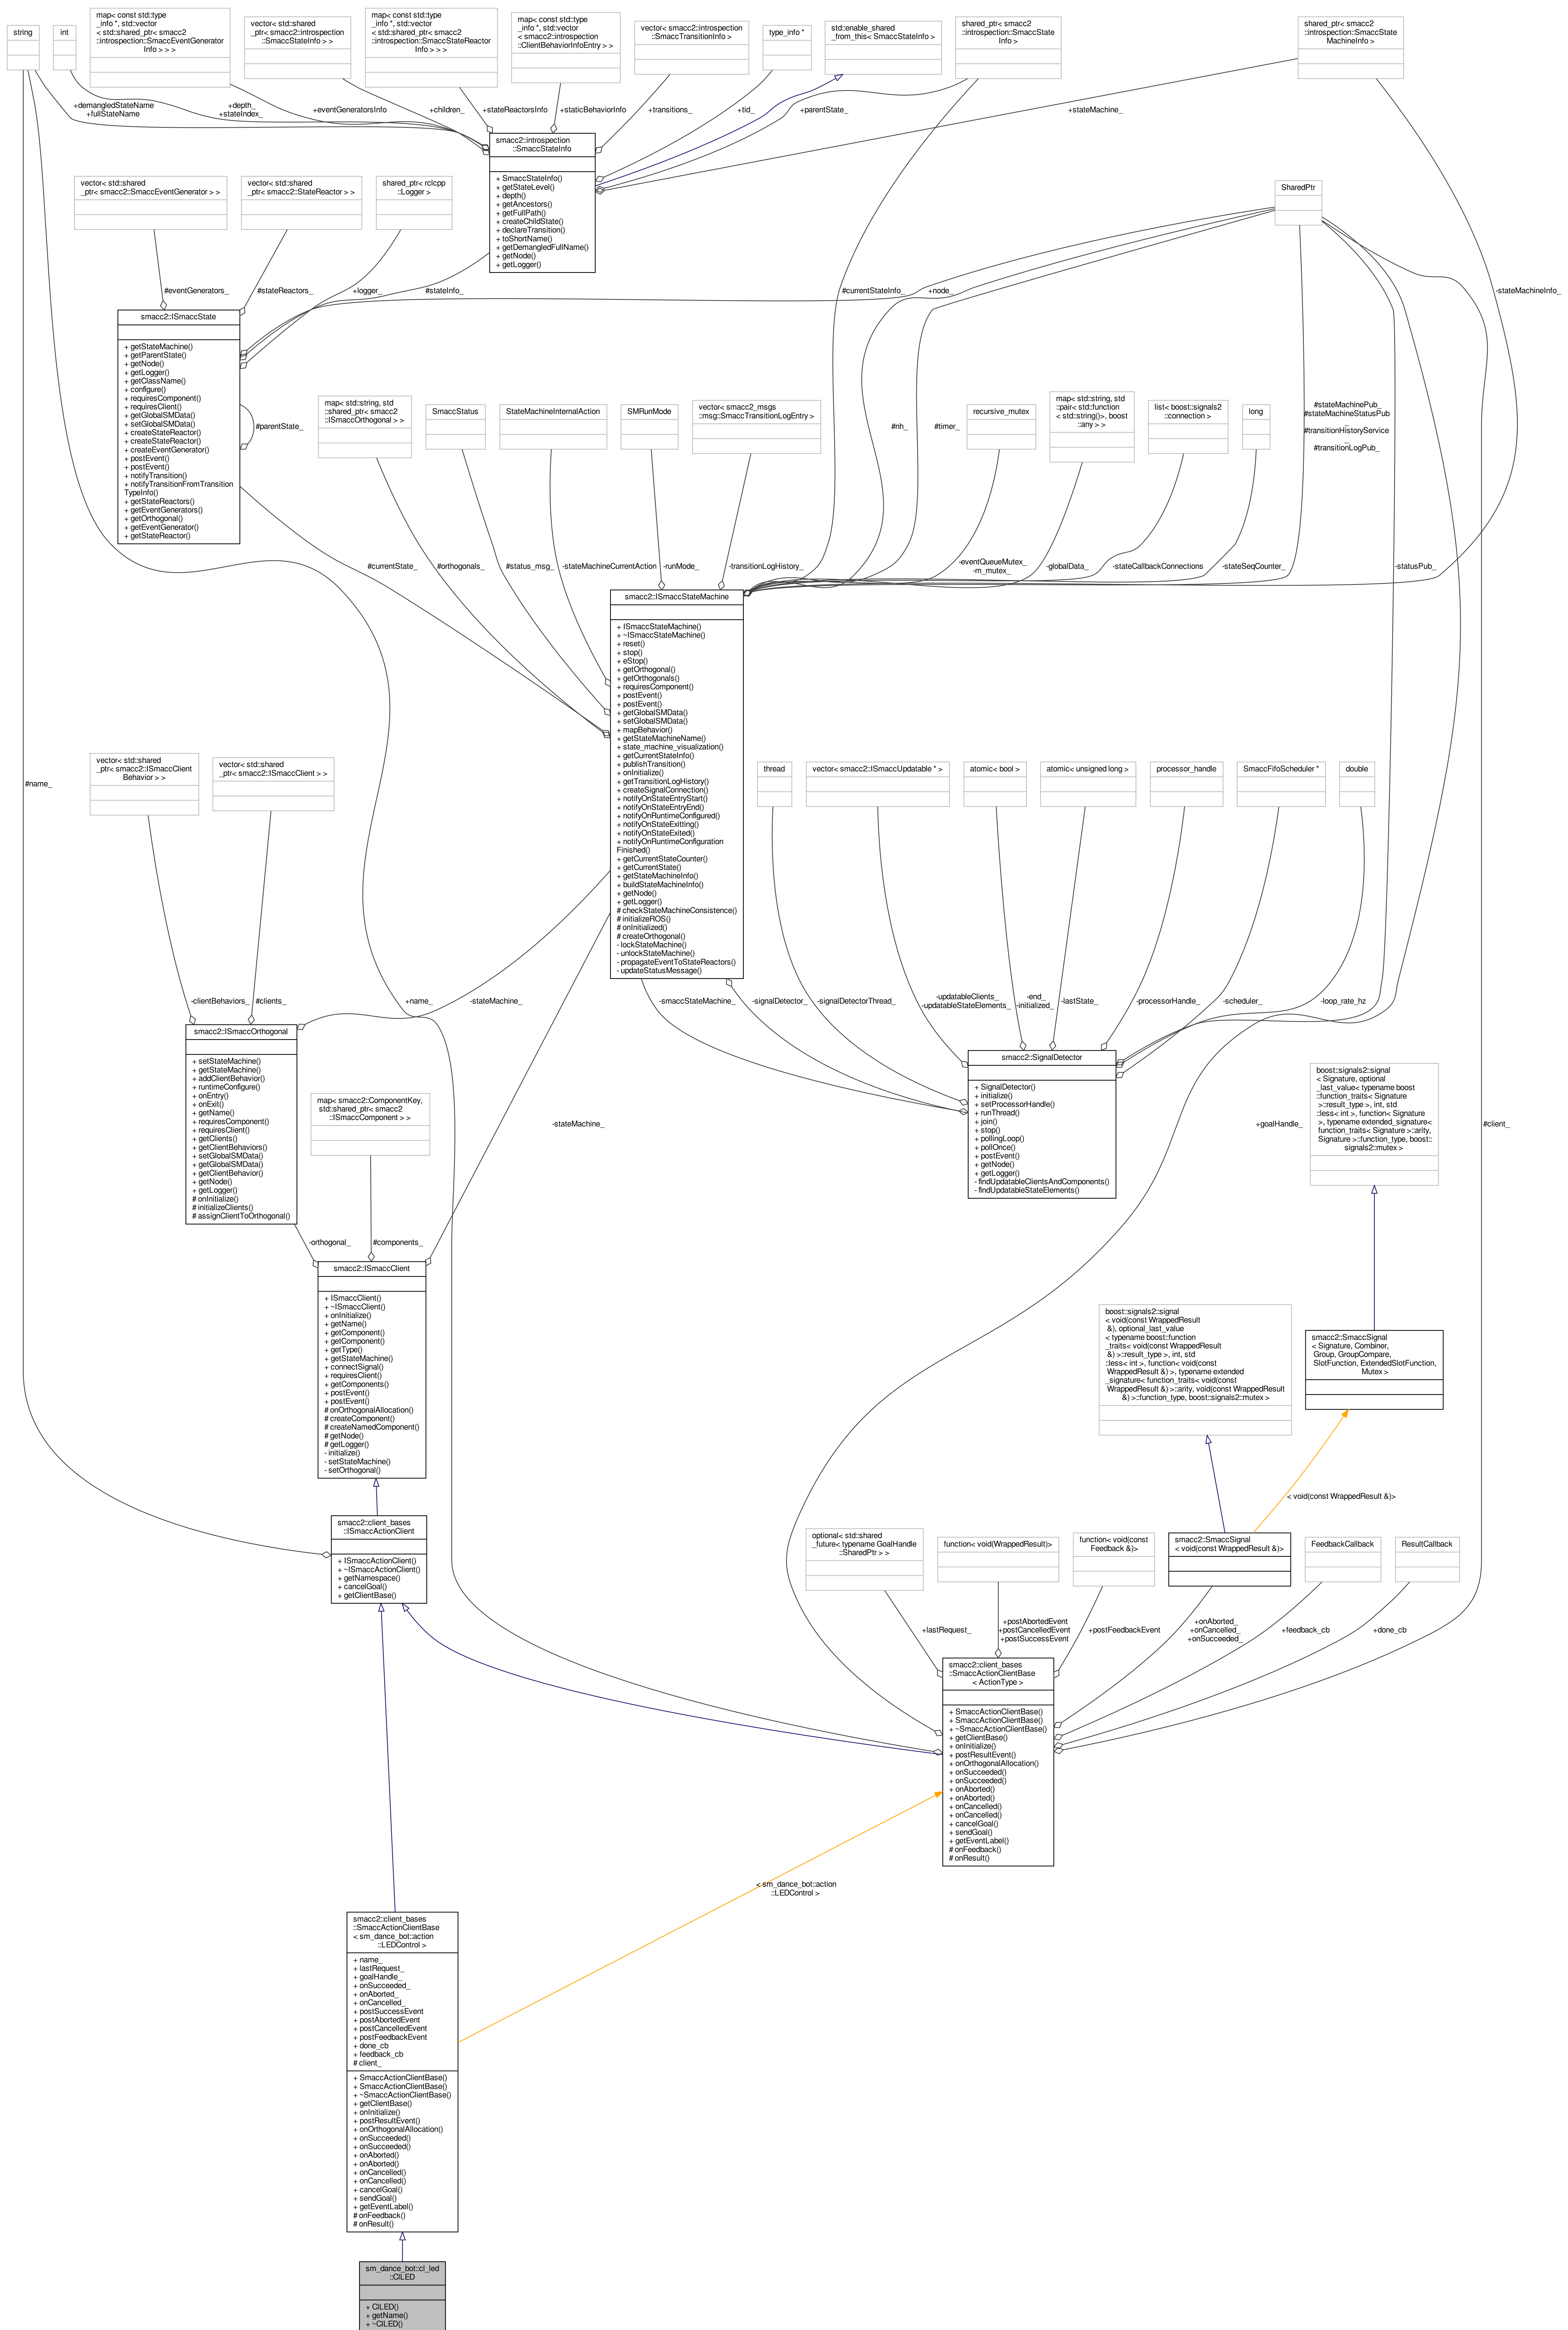 string
int
map< const std::type
_info *, std::vector
< std::shared_ptr< smacc2
::introspection::SmaccEventGenerator
Info > > >
vector< std::shared
_ptr< smacc2::introspection
::SmaccStateInfo > >
map< const std::type
_info *, std::vector
< std::shared_ptr< smacc2
::introspection::SmaccStateReactor
Info > > >
map< const std::type
_info *, std::vector
< smacc2::introspection
::ClientBehaviorInfoEntry > >
vector< smacc2::introspection
::SmaccTransitionInfo >
type_info *
std::enable_shared
_from_this< SmaccStateInfo >
shared_ptr< smacc2
::introspection::SmaccState
Info >
shared_ptr< smacc2
::introspection::SmaccState
MachineInfo >
+demangledStateName
+fullStateName
+depth_
+stateIndex_
+eventGeneratorsInfo
+children_
+stateReactorsInfo
+staticBehaviorInfo
+transitions_
+tid_
+parentState_
+stateMachine_
smacc2::introspection
::SmaccStateInfo
+ SmaccStateInfo()
+ getStateLevel()
+ depth()
+ getAncestors()
+ getFullPath()
+ createChildState()
+ declareTransition()
+ toShortName()
+ getDemangledFullName()
+ getNode()
+ getLogger()
vector< std::shared
_ptr< smacc2::SmaccEventGenerator > >
vector< std::shared
_ptr< smacc2::StateReactor > >
shared_ptr< rclcpp
::Logger >
SharedPtr
#eventGenerators_
#stateReactors_
+logger_
#stateInfo_
#currentStateInfo_
+node_
-stateMachineInfo_
smacc2::ISmaccState
+ getStateMachine()
+ getParentState()
+ getNode()
+ getLogger()
+ getClassName()
+ configure()
+ requiresComponent()
+ requiresClient()
+ getGlobalSMData()
+ setGlobalSMData()
+ createStateReactor()
+ createStateReactor()
+ createEventGenerator()
+ postEvent()
+ postEvent()
+ notifyTransition()
+ notifyTransitionFromTransition
TypeInfo()
+ getStateReactors()
+ getEventGenerators()
+ getOrthogonal()
+ getEventGenerator()
+ getStateReactor()
#parentState_
map< std::string, std
::shared_ptr< smacc2
::ISmaccOrthogonal > >
SmaccStatus
StateMachineInternalAction
SMRunMode
vector< smacc2_msgs
::msg::SmaccTransitionLogEntry >
#nh_
#timer_
recursive_mutex
map< std::string, std
::pair< std::function
< std::string()>, boost
::any > >
list< boost::signals2
::connection >
long
#stateMachinePub_
#stateMachineStatusPub
_
#transitionHistoryService
_
#transitionLogPub_
#currentState_
#orthogonals_
#status_msg_
-stateMachineCurrentAction
-runMode_
-transitionLogHistory_
-eventQueueMutex_
-m_mutex_
-globalData_
-stateCallbackConnections
-stateSeqCounter_
-statusPub_
smacc2::ISmaccStateMachine
+ ISmaccStateMachine()
+ ~ISmaccStateMachine()
+ reset()
+ stop()
+ eStop()
+ getOrthogonal()
+ getOrthogonals()
+ requiresComponent()
+ postEvent()
+ postEvent()
+ getGlobalSMData()
+ setGlobalSMData()
+ mapBehavior()
+ getStateMachineName()
+ state_machine_visualization()
+ getCurrentStateInfo()
+ publishTransition()
+ onInitialize()
+ getTransitionLogHistory()
+ createSignalConnection()
+ notifyOnStateEntryStart()
+ notifyOnStateEntryEnd()
+ notifyOnRuntimeConfigured()
+ notifyOnStateExitting()
+ notifyOnStateExited()
+ notifyOnRuntimeConfiguration
Finished()
+ getCurrentStateCounter()
+ getCurrentState()
+ getStateMachineInfo()
+ buildStateMachineInfo()
+ getNode()
+ getLogger()
# checkStateMachineConsistence()
# initializeROS()
# onInitialized()
# createOrthogonal()
- lockStateMachine()
- unlockStateMachine()
- propagateEventToStateReactors()
- updateStatusMessage()
#name_
vector< std::shared
_ptr< smacc2::ISmaccClient
Behavior > >
vector< std::shared
_ptr< smacc2::ISmaccClient > >
thread
vector< smacc2::ISmaccUpdatable * >
atomic< bool >
atomic< unsigned long >
processor_handle
SmaccFifoScheduler *
double
-clientBehaviors_
#clients_
+name_
-stateMachine_
-smaccStateMachine_
-signalDetector_
-signalDetectorThread_
-updatableClients_
-updatableStateElements_
-end_
-initialized_
-lastState_
-processorHandle_
-scheduler_
-loop_rate_hz
smacc2::ISmaccOrthogonal
+ setStateMachine()
+ getStateMachine()
+ addClientBehavior()
+ runtimeConfigure()
+ onEntry()
+ onExit()
+ getName()
+ requiresComponent()
+ requiresClient()
+ getClients()
+ getClientBehaviors()
+ setGlobalSMData()
+ getGlobalSMData()
+ getClientBehavior()
+ getNode()
+ getLogger()
# onInitialize()
# initializeClients()
# assignClientToOrthogonal()
map< smacc2::ComponentKey,
std::shared_ptr< smacc2
::ISmaccComponent > >
-stateMachine_
smacc2::SignalDetector
+ SignalDetector()
+ initialize()
+ setProcessorHandle()
+ runThread()
+ join()
+ stop()
+ pollingLoop()
+ pollOnce()
+ postEvent()
+ getNode()
+ getLogger()
- findUpdatableClientsAndComponents()
- findUpdatableStateElements()
+goalHandle_
boost::signals2::signal
< Signature, optional
_last_value< typename boost
::function_traits< Signature
>::result_type >, int, std
::less< int >, function< Signature
>, typename extended_signature<
function_traits< Signature >::arity,
Signature >::function_type, boost::
signals2::mutex >
#client_
-orthogonal_
#components_
smacc2::ISmaccClient
+ ISmaccClient()
+ ~ISmaccClient()
+ onInitialize()
+ getName()
+ getComponent()
+ getComponent()
+ getType()
+ getStateMachine()
+ connectSignal()
+ requiresClient()
+ getComponents()
+ postEvent()
+ postEvent()
# onOrthogonalAllocation()
# createComponent()
# createNamedComponent()
# getNode()
# getLogger()
- initialize()
- setStateMachine()
- setOrthogonal()
boost::signals2::signal
< void(const WrappedResult
&), optional_last_value
< typename boost::function
_traits< void(const WrappedResult
&) >::result_type >, int, std
::less< int >, function< void(const
WrappedResult &) >, typename extended
_signature< function_traits< void(const
WrappedResult &) >::arity, void(const WrappedResult
&) >::function_type, boost::signals2::mutex >
smacc2::SmaccSignal
< Signature, Combiner,
Group, GroupCompare,
SlotFunction, ExtendedSlotFunction,
Mutex >
< void(const WrappedResult &)>
smacc2::client_bases
::ISmaccActionClient
+ ISmaccActionClient()
+ ~ISmaccActionClient()
+ getNamespace()
+ cancelGoal()
+ getClientBase()
optional< std::shared
_future< typename GoalHandle
::SharedPtr > >
function< void(WrappedResult)>
function< void(const
Feedback &)>
smacc2::SmaccSignal
< void(const WrappedResult &)>
FeedbackCallback
ResultCallback
+lastRequest_
+postAbortedEvent
+postCancelledEvent
+postSuccessEvent
+postFeedbackEvent
+onAborted_
+onCancelled_
+onSucceeded_
+feedback_cb
+done_cb
smacc2::client_bases
::SmaccActionClientBase
< ActionType >
+ SmaccActionClientBase()
+ SmaccActionClientBase()
+ ~SmaccActionClientBase()
+ getClientBase()
+ onInitialize()
+ postResultEvent()
+ onOrthogonalAllocation()
+ onSucceeded()
+ onSucceeded()
+ onAborted()
+ onAborted()
+ onCancelled()
+ onCancelled()
+ cancelGoal()
+ sendGoal()
+ getEventLabel()
# onFeedback()
# onResult()
< sm_dance_bot::action
::LEDControl >
smacc2::client_bases
::SmaccActionClientBase
< sm_dance_bot::action
::LEDControl >
+ name_
+ lastRequest_
+ goalHandle_
+ onSucceeded_
+ onAborted_
+ onCancelled_
+ postSuccessEvent
+ postAbortedEvent
+ postCancelledEvent
+ postFeedbackEvent
+ done_cb
+ feedback_cb
# client_
+ SmaccActionClientBase()
+ SmaccActionClientBase()
+ ~SmaccActionClientBase()
+ getClientBase()
+ onInitialize()
+ postResultEvent()
+ onOrthogonalAllocation()
+ onSucceeded()
+ onSucceeded()
+ onAborted()
+ onAborted()
+ onCancelled()
+ onCancelled()
+ cancelGoal()
+ sendGoal()
+ getEventLabel()
# onFeedback()
# onResult()
sm_dance_bot::cl_led
::ClLED
+ ClLED()
+ getName()
+ ~ClLED()